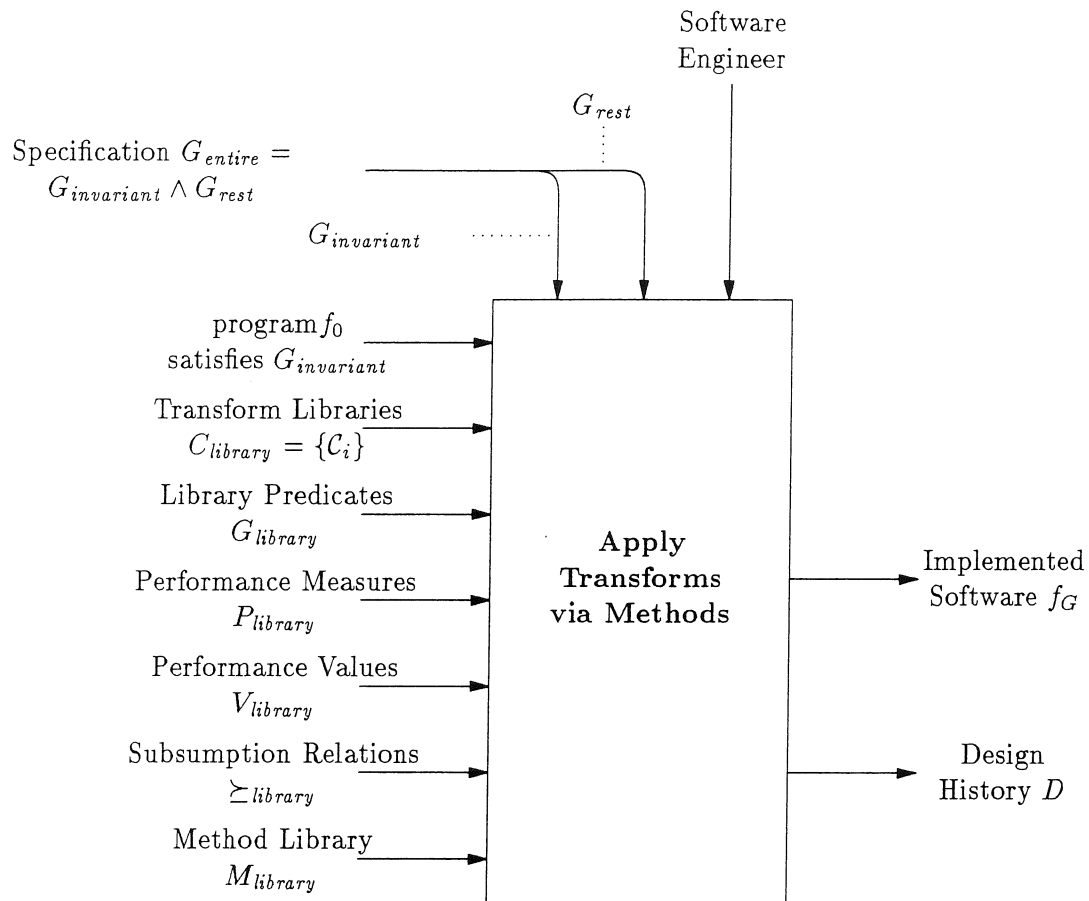 Software
Engineer
G_rest
Specification G_entire =
G_invariant ∧ G_rest
G_invariant
program f_0
satisfies G_invariant
Transform Libraries
C_library = {𝒞_i}
Library Predicates
G_library
Performance Measures
P_library
Performance Values
V_library
Subsumption Relations
⪰_library
Method Library
M_library
Apply
Transforms
via Methods
Implemented
Software f_G
Design
History D